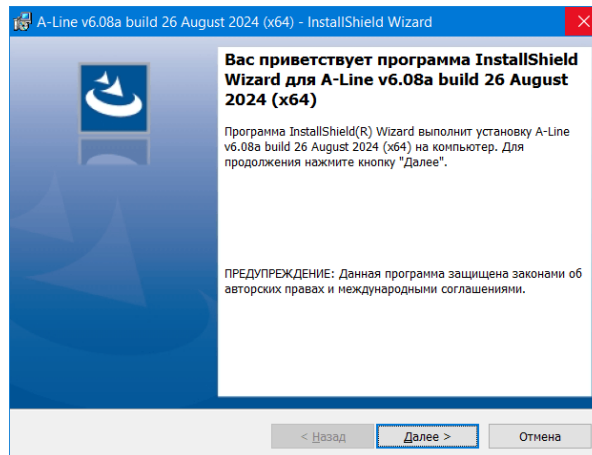 A-Line v6.08a build 26 August 2024 (x64) - InstallShield Wizard
Вас приветствует программа InstallShield
Wizard для A-Line v6.08a build 26 August
2024 (x64)
Программа InstallShield(R) Wizard выполнит установку A-Line
v6.08a build 26 August 2024 (x64) на компьютер. Для
продолжения нажмите кнопку "Далее".
ПРЕДУПРЕЖДЕНИЕ: Данная программа защищена законами об
авторских правах и международными соглашениями.
< Назад
Далее >
Отмена